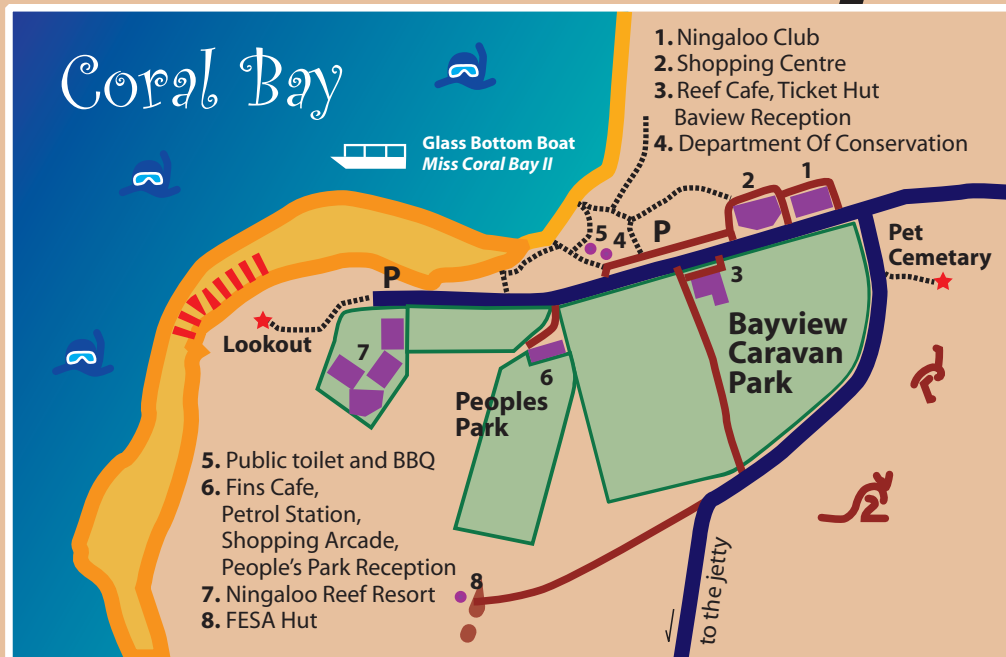 Coral Bay
1. Ningaloo Club
2. Shopping Centre
3. Reef Cafe, Ticket Hut
Baview Reception
4. Department Of Conservation
Glass Bottom Boat
Miss Coral Bay II
2
1
5
4
P
Pet
Cemetary
P
3
Lookout
7
Bayview
Caravan
Park
6
Peoples
Park
5. Public toilet and BBQ
6. Fins Cafe,
Petrol Station,
Shopping Arcade,
People's Park Reception
7. Ningaloo Reef Resort
8. FESA Hut
8
to the jetty